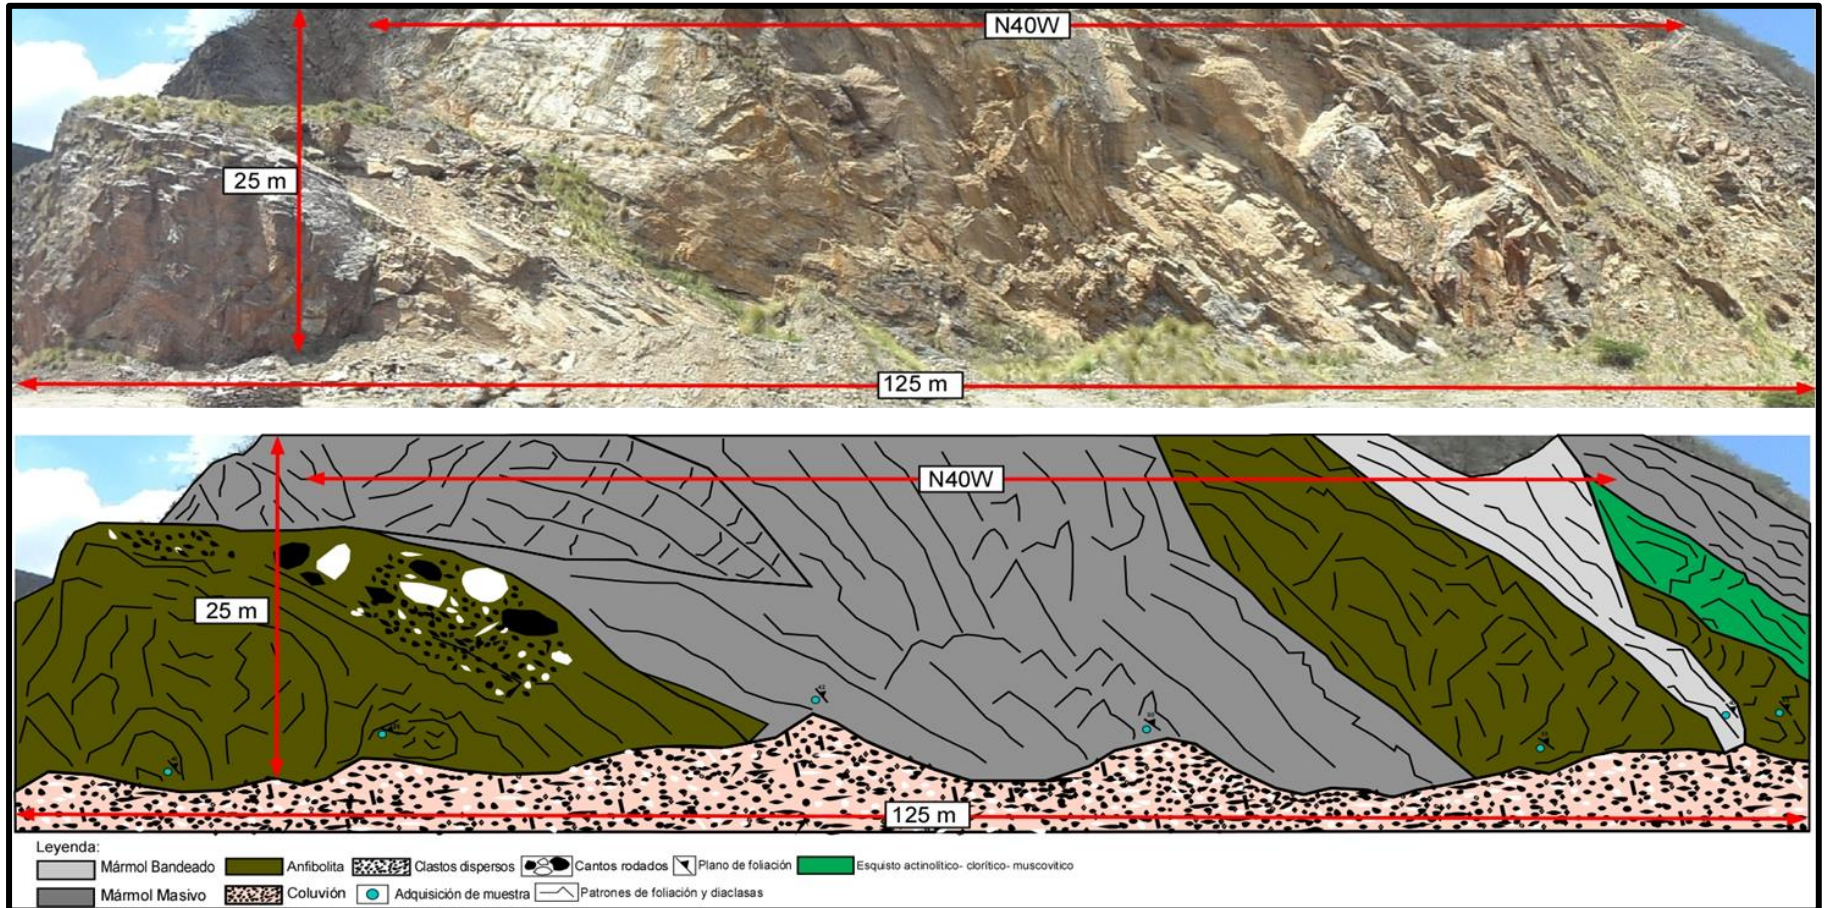 N40W
25 m
125 m
N40W
25 m
125 m
Leyenda:
Mármol Bandeado Anfibolita Clastos dispersos Cantos rodados Plano de foliación Esquisto actinolítico- clorítico- muscovitico
Mármol Masivo Coluvión Adquisición de muestra Patrones de foliación y diaclasas